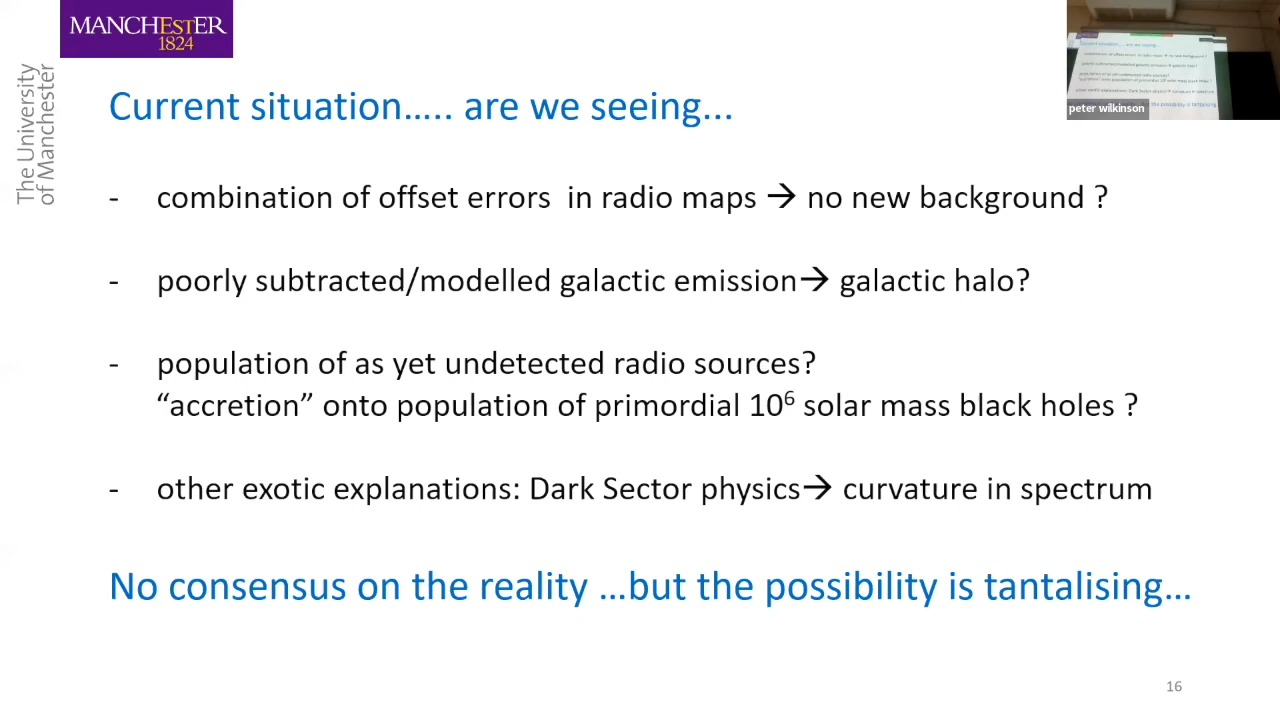 MANCHESTER
1824
The University
of Manchester
Current situation….. are we seeing...
- combination of offset errors in radio maps → no new background ?
- poorly subtracted/modelled galactic emission→ galactic halo?
- population of as yet undetected radio sources?
“accretion” onto population of primordial 10⁶ solar mass black holes ?
- other exotic explanations: Dark Sector physics→ curvature in spectrum
No consensus on the reality …but the possibility is tantalising…
16
peter wilkinson